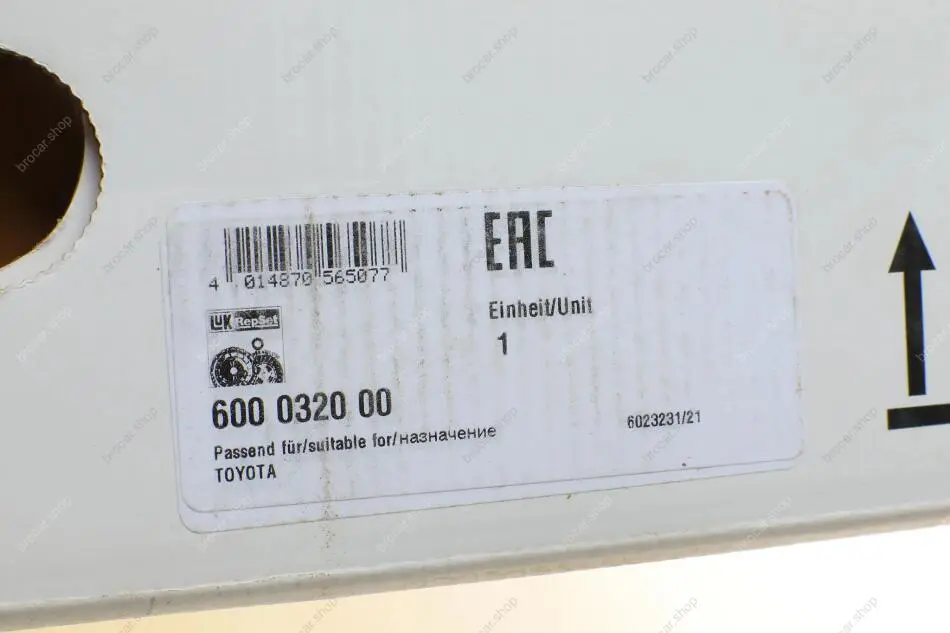 4 014870 565077
EAC
Einheit/Unit
1
LUK RepSet
600 0320 00
Passend für/suitable for/назначение
TOYOTA
6023231/21
brocar.shop